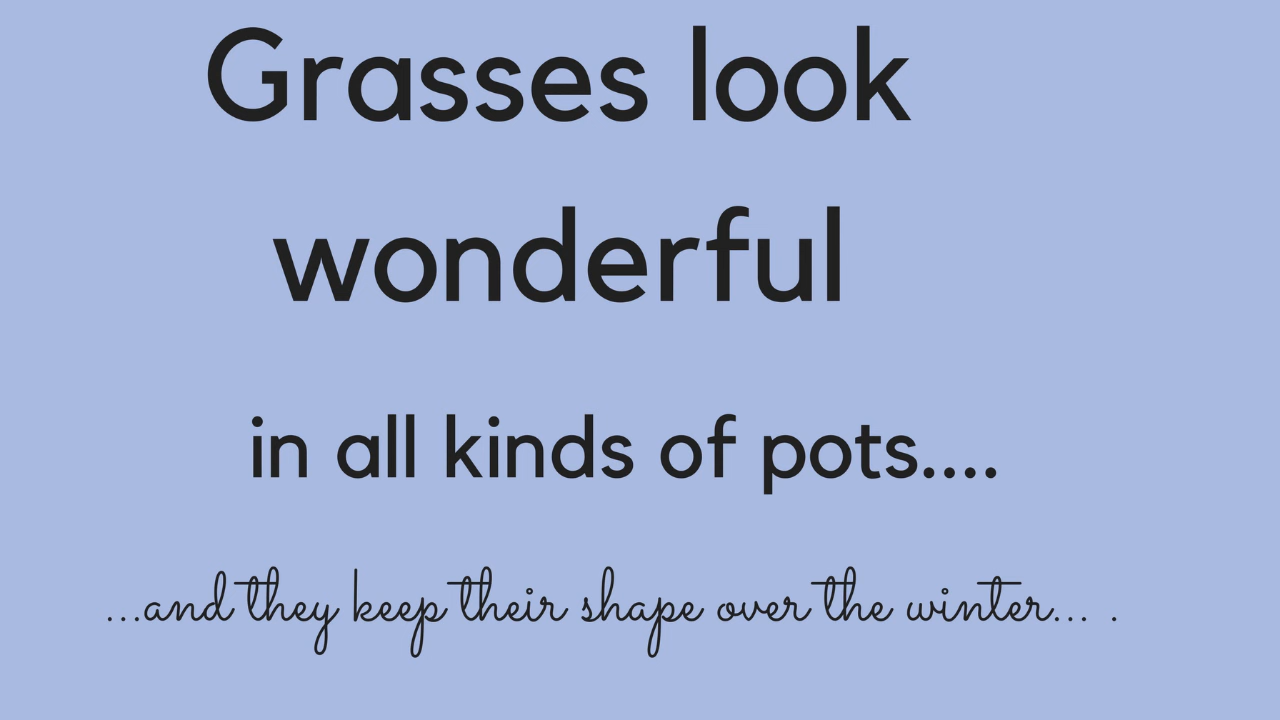 Grasses look
wonderful
in all kinds of pots....
...and they keep their shape over the winter... .